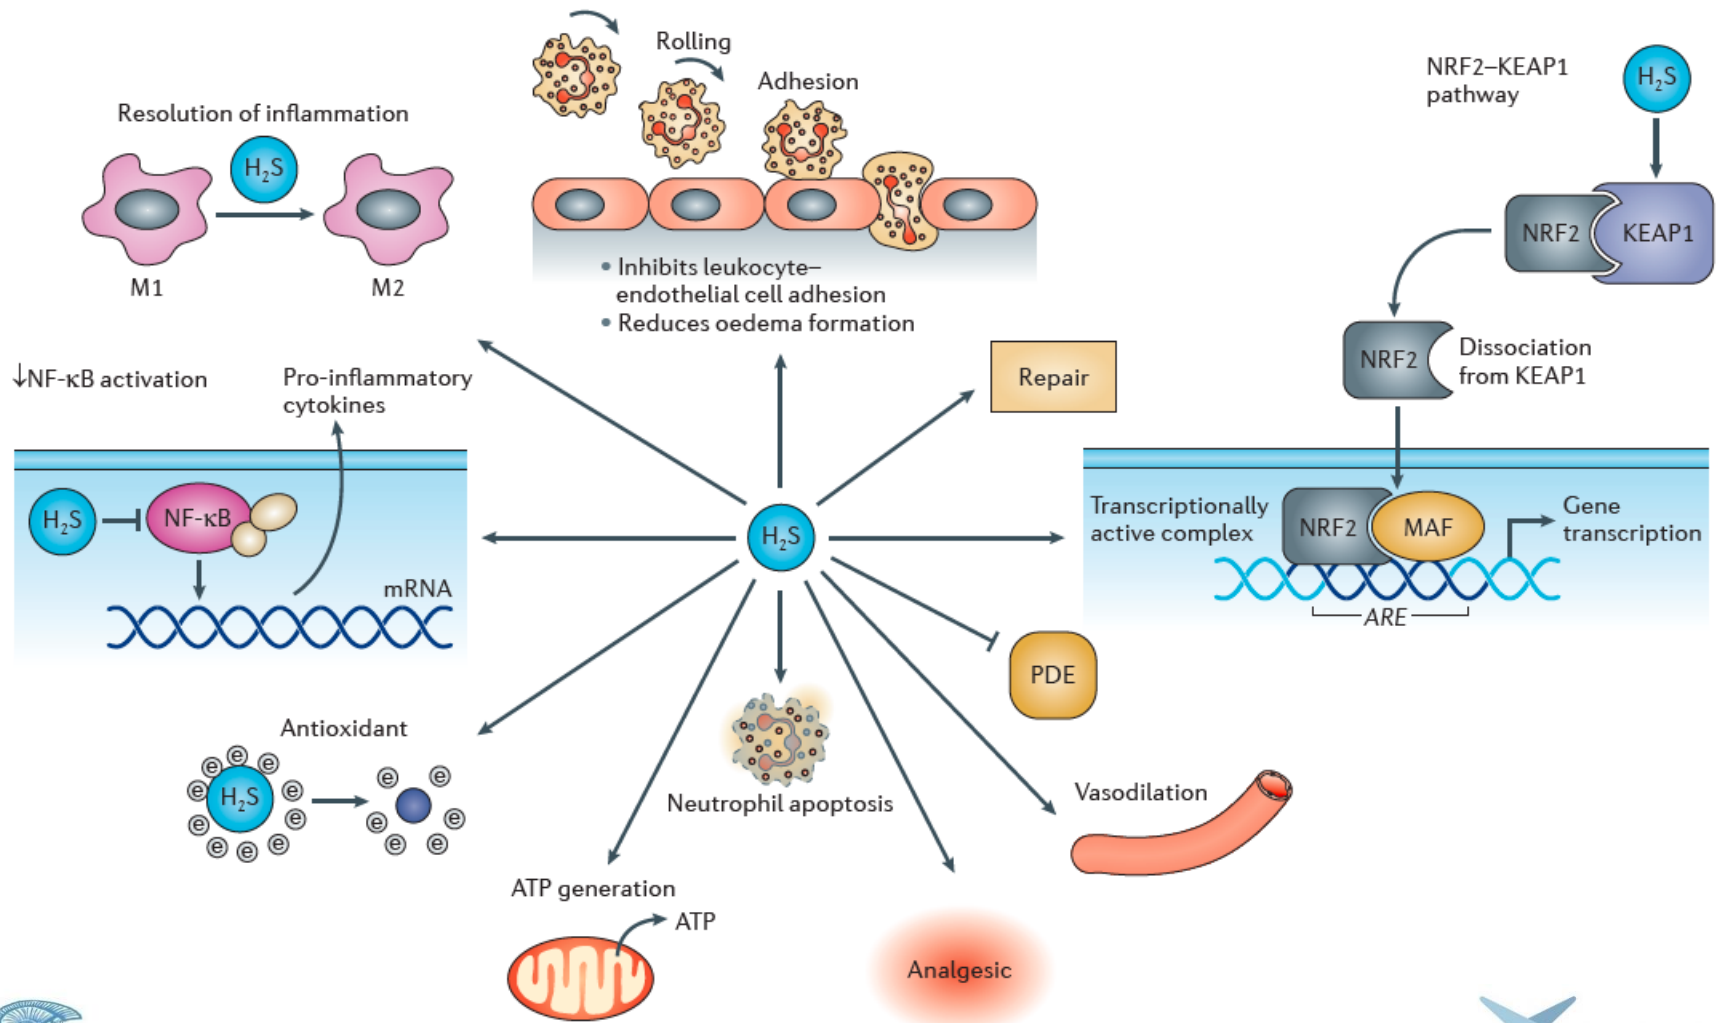 Rolling
Adhesion
Resolution of inflammation
H₂S
M1
M2
• Inhibits leukocyte–
endothelial cell adhesion
• Reduces oedema formation
NRF2–KEAP1
pathway
H₂S
NRF2
KEAP1
NRF2
Dissociation
from KEAP1
Repair
↓NF-κB activation
Pro-inflammatory
cytokines
H₂S
NF-κB
mRNA
H₂S
Transcriptionally
active complex
NRF2
MAF
Gene
transcription
ARE
PDE
Antioxidant
H₂S
e e e e e e e e e e
e e e e e e
Neutrophil apoptosis
Vasodilation
ATP generation
ATP
Analgesic